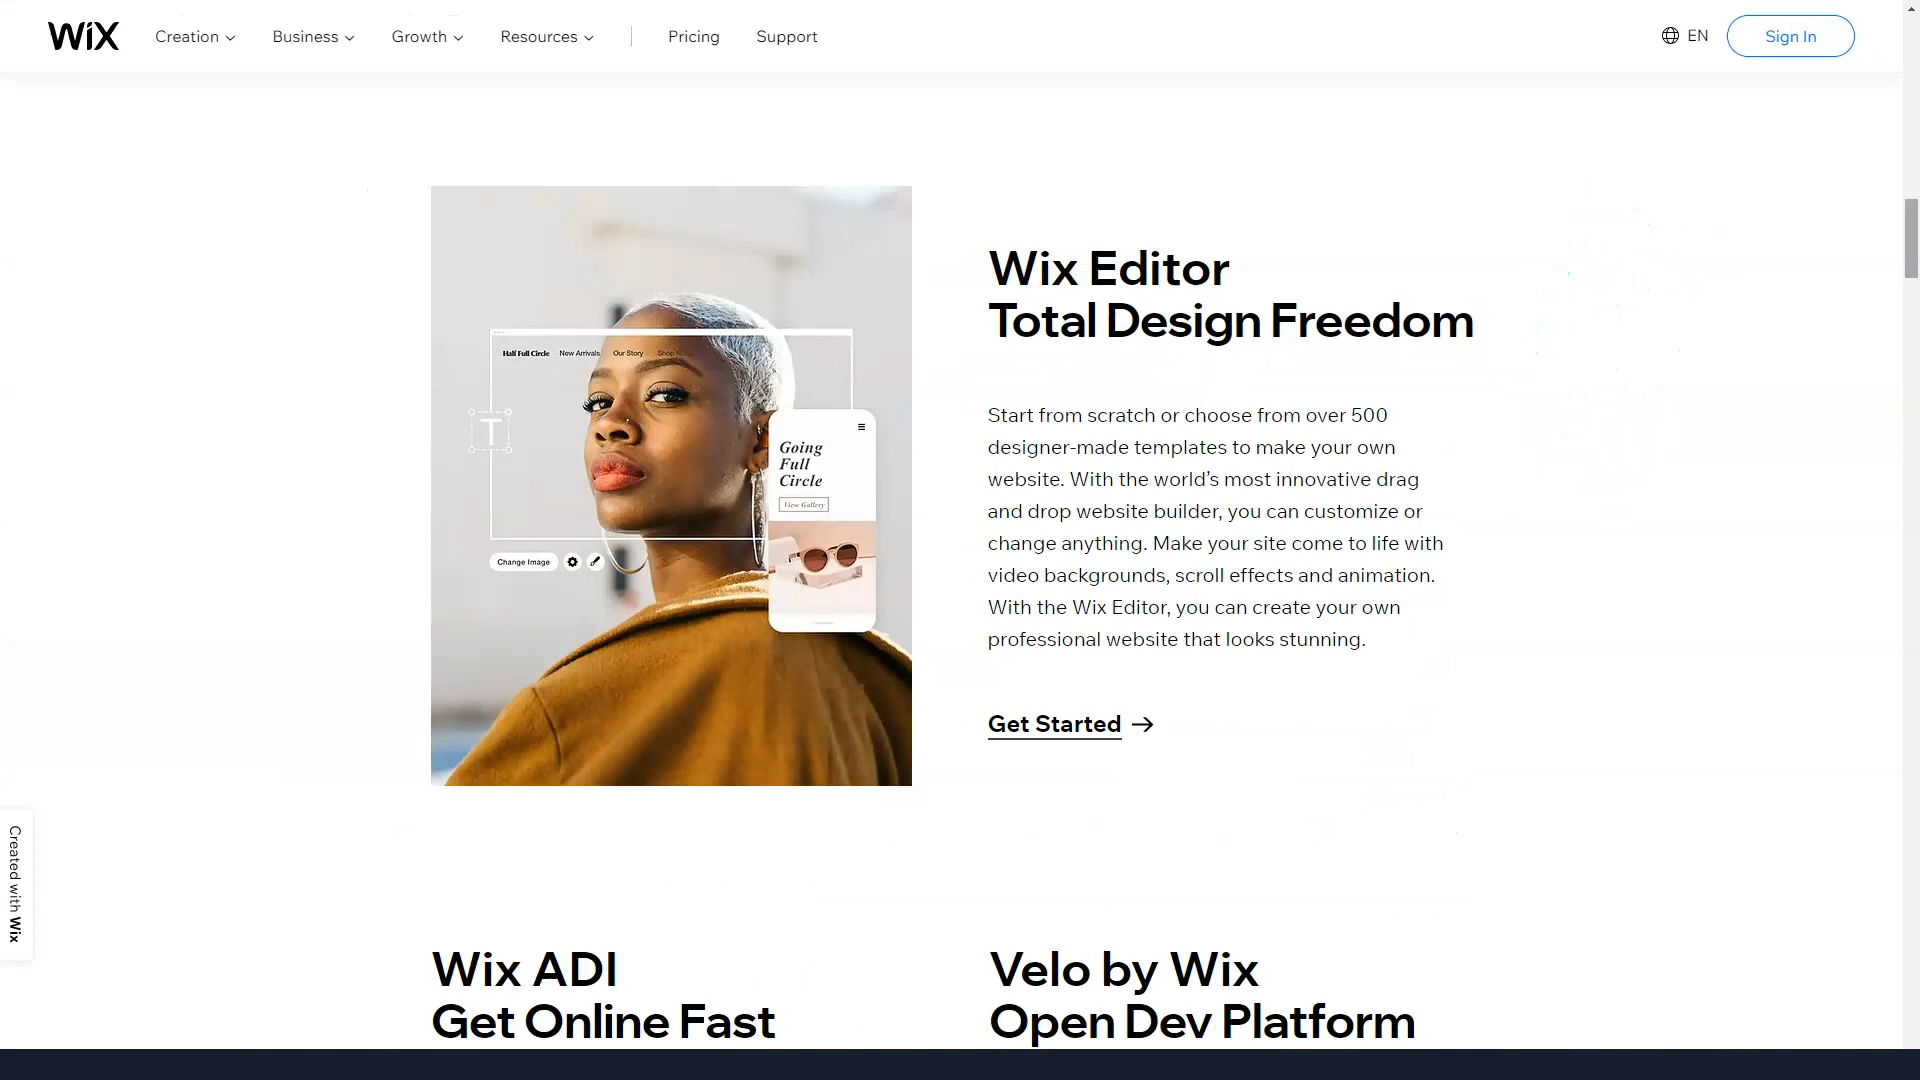 WiX
Creation
Business
Growth
Resources
Pricing
Support
EN
Sign In
Half Full Circle New Arrivals Our Story Shop
T
Going
Full
Circle
View Gallery
Change Image
Wix Editor
Total Design Freedom
Start from scratch or choose from over 500
designer-made templates to make your own
website. With the world’s most innovative drag
and drop website builder, you can customize or
change anything. Make your site come to life with
video backgrounds, scroll effects and animation.
With the Wix Editor, you can create your own
professional website that looks stunning.
Get Started →
Created with Wix
Wix ADI
Get Online Fast
Velo by Wix
Open Dev Platform